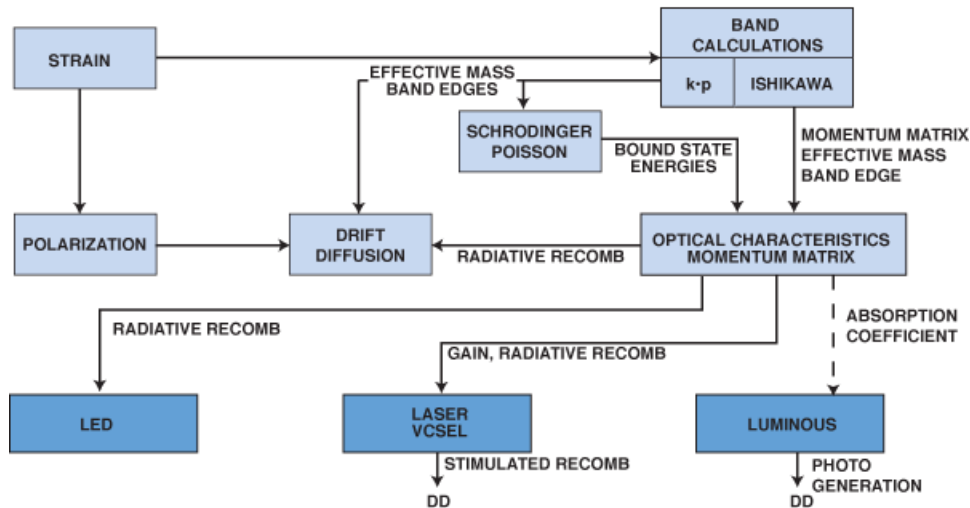 STRAIN
BAND
CALCULATIONS
k·p
ISHIKAWA
EFFECTIVE MASS
BAND EDGES
SCHRODINGER
POISSON
BOUND STATE
ENERGIES
MOMENTUM MATRIX
EFFECTIVE MASS
BAND EDGE
POLARIZATION
DRIFT
DIFFUSION
RADIATIVE RECOMB
OPTICAL CHARACTERISTICS
MOMENTUM MATRIX
RADIATIVE RECOMB
GAIN, RADIATIVE RECOMB
ABSORPTION
COEFFICIENT
LED
LASER
VCSEL
LUMINOUS
STIMULATED RECOMB
DD
PHOTO
GENERATION
DD